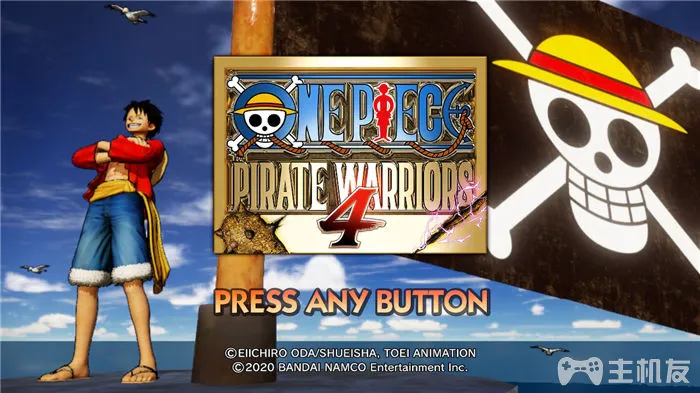 ONE PIECE
PIRATE WARRIORS
4
PRESS ANY BUTTON
©EIICHIRO ODA/SHUEISHA, TOEI ANIMATION
©2020 BANDAI NAMCO Entertainment Inc.
主机友